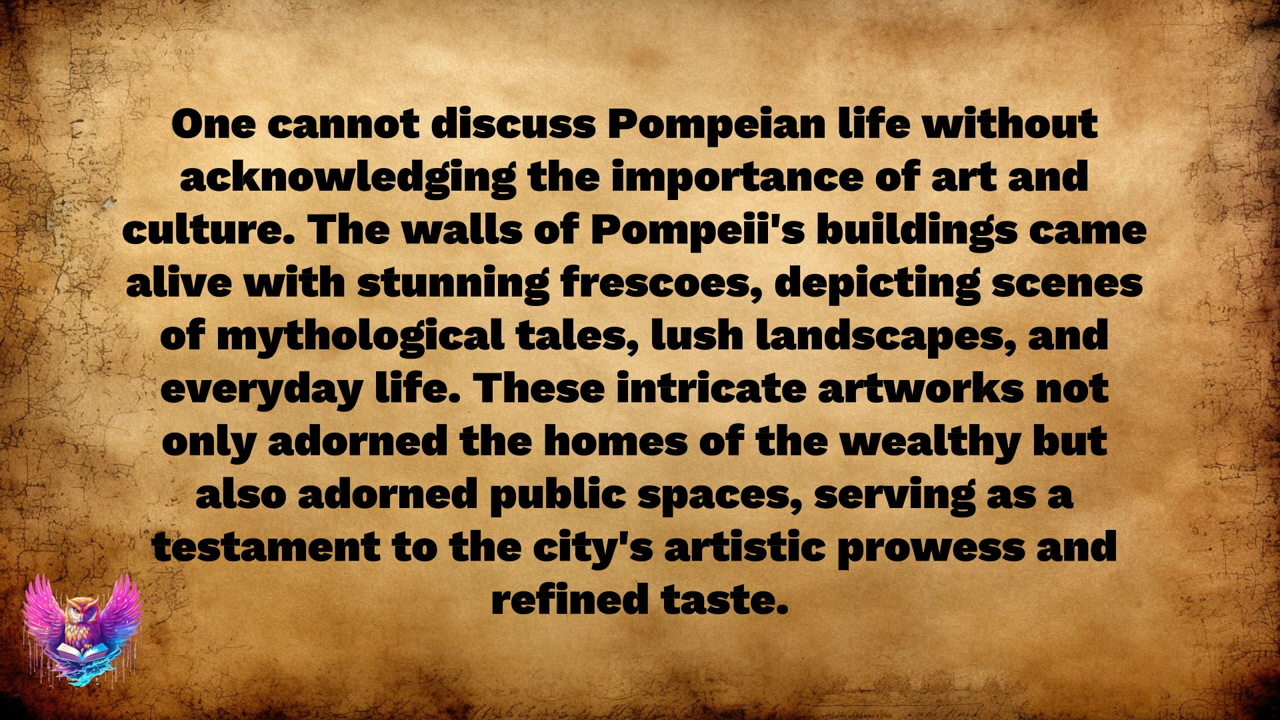 One cannot discuss Pompeian life without
acknowledging the importance of art and
culture. The walls of Pompeii's buildings came
alive with stunning frescoes, depicting scenes
of mythological tales, lush landscapes, and
everyday life. These intricate artworks not
only adorned the homes of the wealthy but
also adorned public spaces, serving as a
testament to the city's artistic prowess and
refined taste.